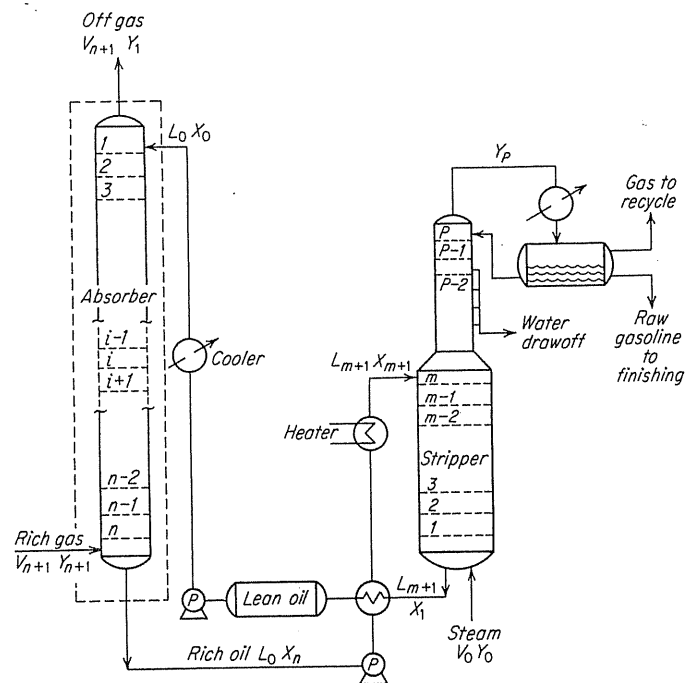 Off gas
V_{n+1} Y_1
L_0 X_0
1
2
3
Absorber
i-1
i
i+1
n-2
n-1
n
Rich gas
V_{n+1} Y_{n+1}
Cooler
P
Lean oil
Rich oil L_0 X_n
P
Heater
L_{m+1} X_{m+1}
Y_P
P
P-1
P-2
Water
drawoff
Gas to
recycle
Raw
gasoline
to
finishing
m
m-1
m-2
Stripper
3
2
1
L_{m+1}
X_1
Steam
V_0 Y_0